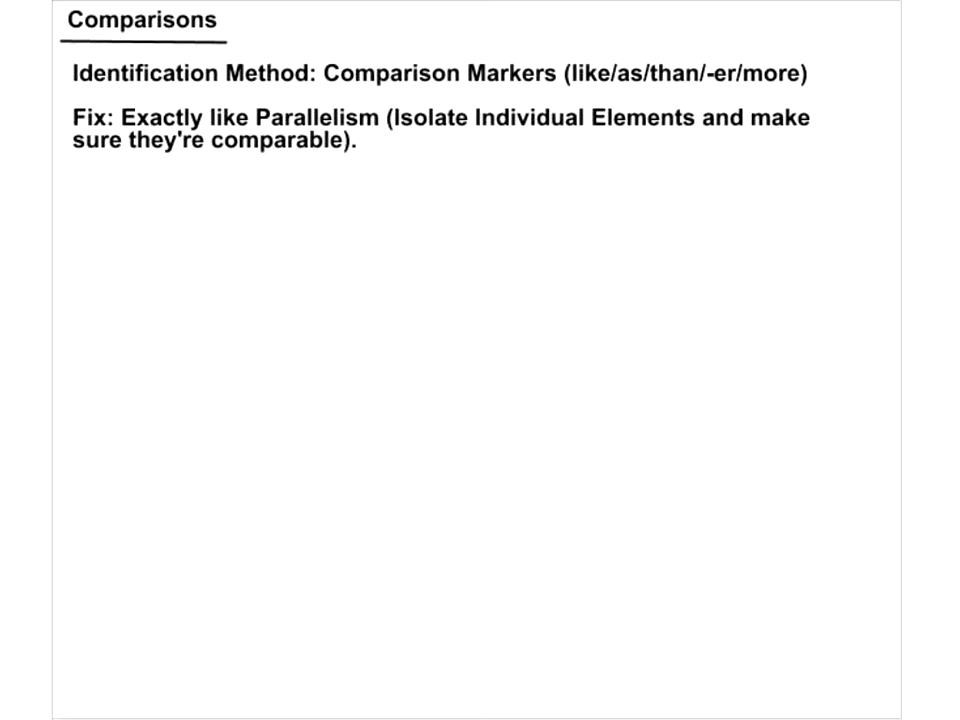 Comparisons
Identification Method: Comparison Markers (like/as/than/-er/more)
Fix: Exactly like Parallelism (Isolate Individual Elements and make
sure they're comparable).